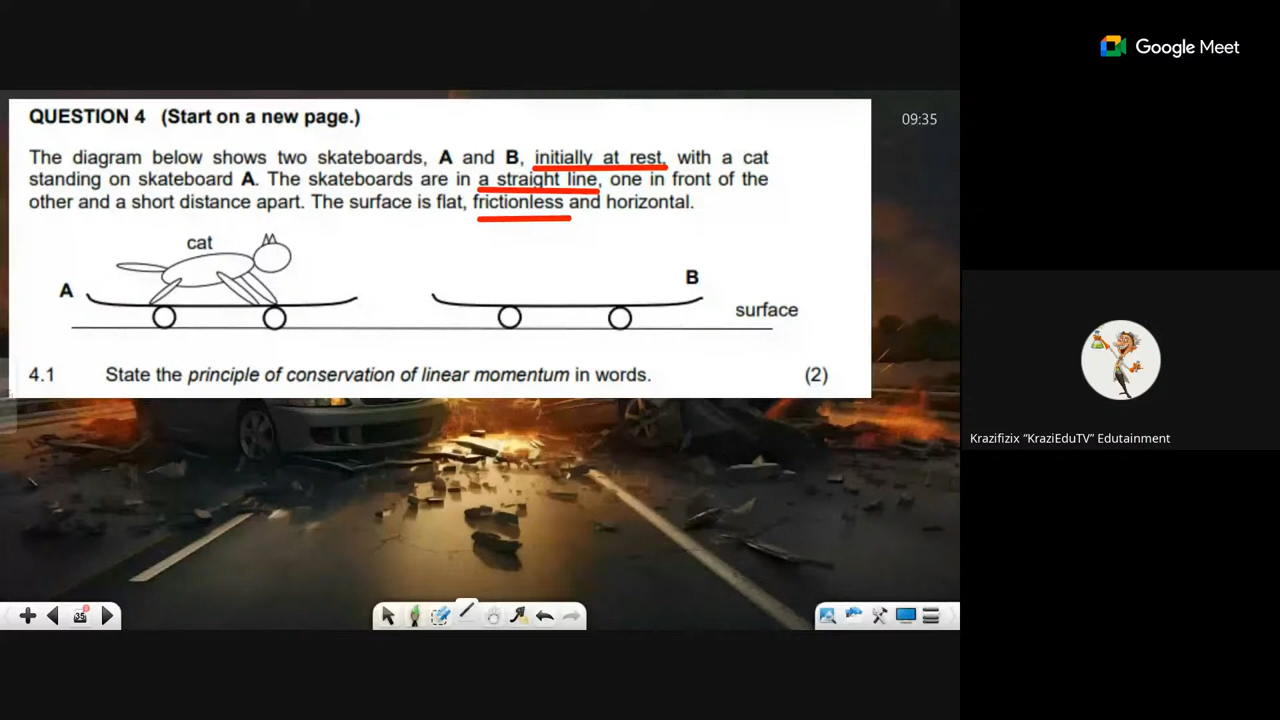 Google Meet
QUESTION 4 (Start on a new page.)
09:35
The diagram below shows two skateboards, A and B, initially at rest, with a cat
standing on skateboard A. The skateboards are in a straight line, one in front of the
other and a short distance apart. The surface is flat, frictionless and horizontal.
cat
A
B
surface
4.1 State the principle of conservation of linear momentum in words. (2)
Krazifizix “KraziEduTV” Edutainment
35